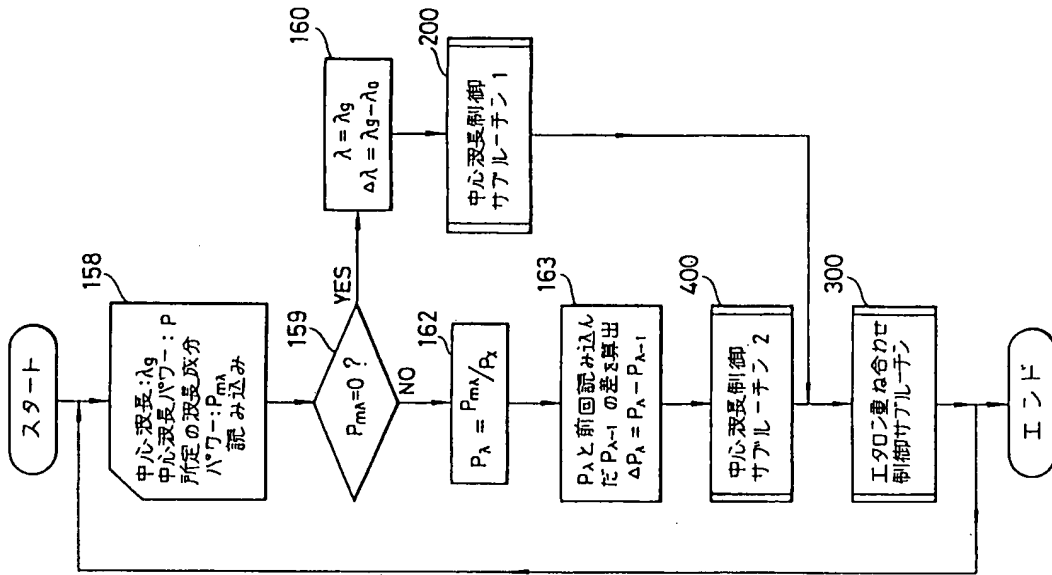 スタート
158
中心波長:λg
中心波長パワー:P
所定の波長成分
パワー:Pmλ
読み込み
159
Pmλ=0?
YES
NO
160
λ=λg
Δλ=λg-λ0
200
中心波長制御
サブルーチン1
162
Pλ=Pmλ/Px
163
Pλと前回読み込ん
だPλ-1の差を算出
ΔPλ=Pλ-Pλ-1
400
中心波長制御
サブルーチン2
300
エタロン重ね合わせ
制御サブルーチン
エンド